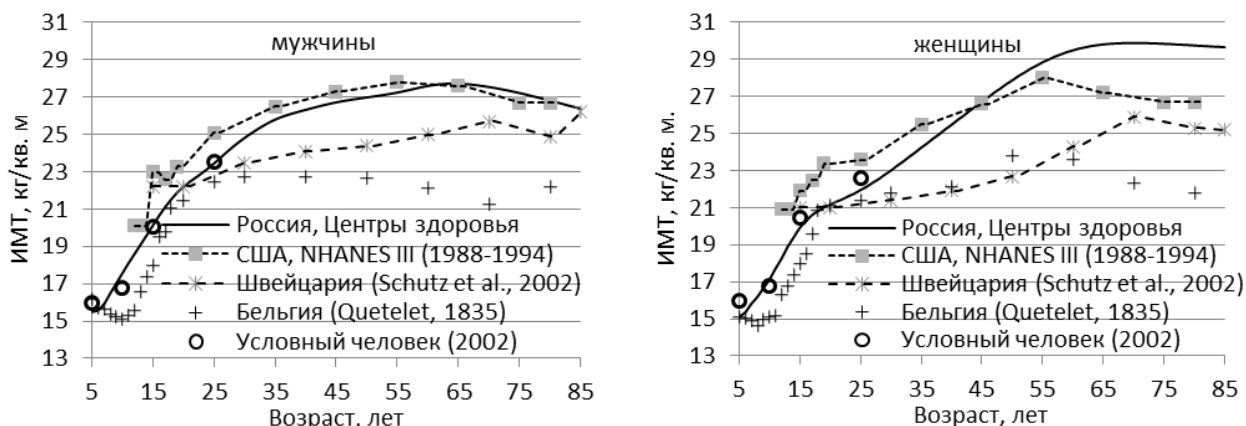 мужчины
ИМТ, кг/кв. м
31
29
27
25
23
21
19
17
15
13
Россия, Центры здоровья
США, NHANES III (1988-1994)
Швейцария (Schutz et al., 2002)
Бельгия (Quetelet, 1835)
Условный человек (2002)
5 15 25 35 45 55 65 75 85
Возраст, лет
женщины
ИМТ, кг/кв. м.
31
29
27
25
23
21
19
17
15
13
Россия, Центры здоровья
США, NHANES III (1988-1994)
Швейцария (Schutz et al., 2002)
Бельгия (Quetelet, 1835)
Условный человек (2002)
5 15 25 35 45 55 65 75 85
Возраст, лет